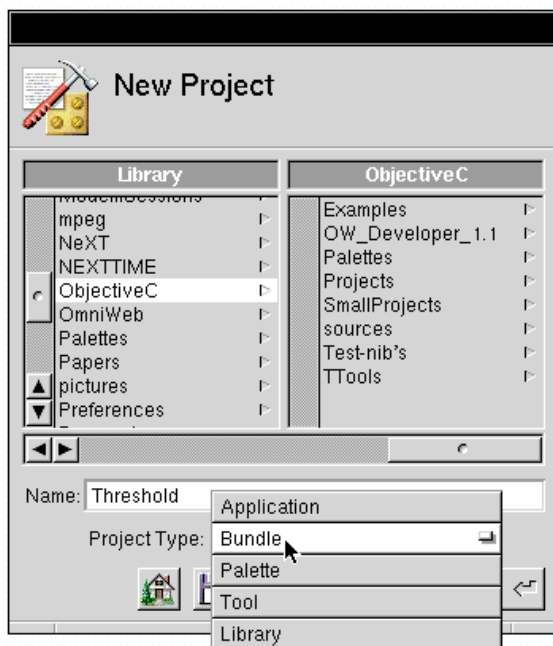 New Project
Library
ObjectiveC
ModemSessions
mpeg
NeXT
NEXTTIME
ObjectiveC
OmniWeb
Palettes
Papers
pictures
Preferences
Examples
OW_Developer_1.1
Palettes
Projects
SmallProjects
sources
Test-nib's
TTools
Name: Threshold
Project Type:
Application
Bundle
Palette
Tool
Library